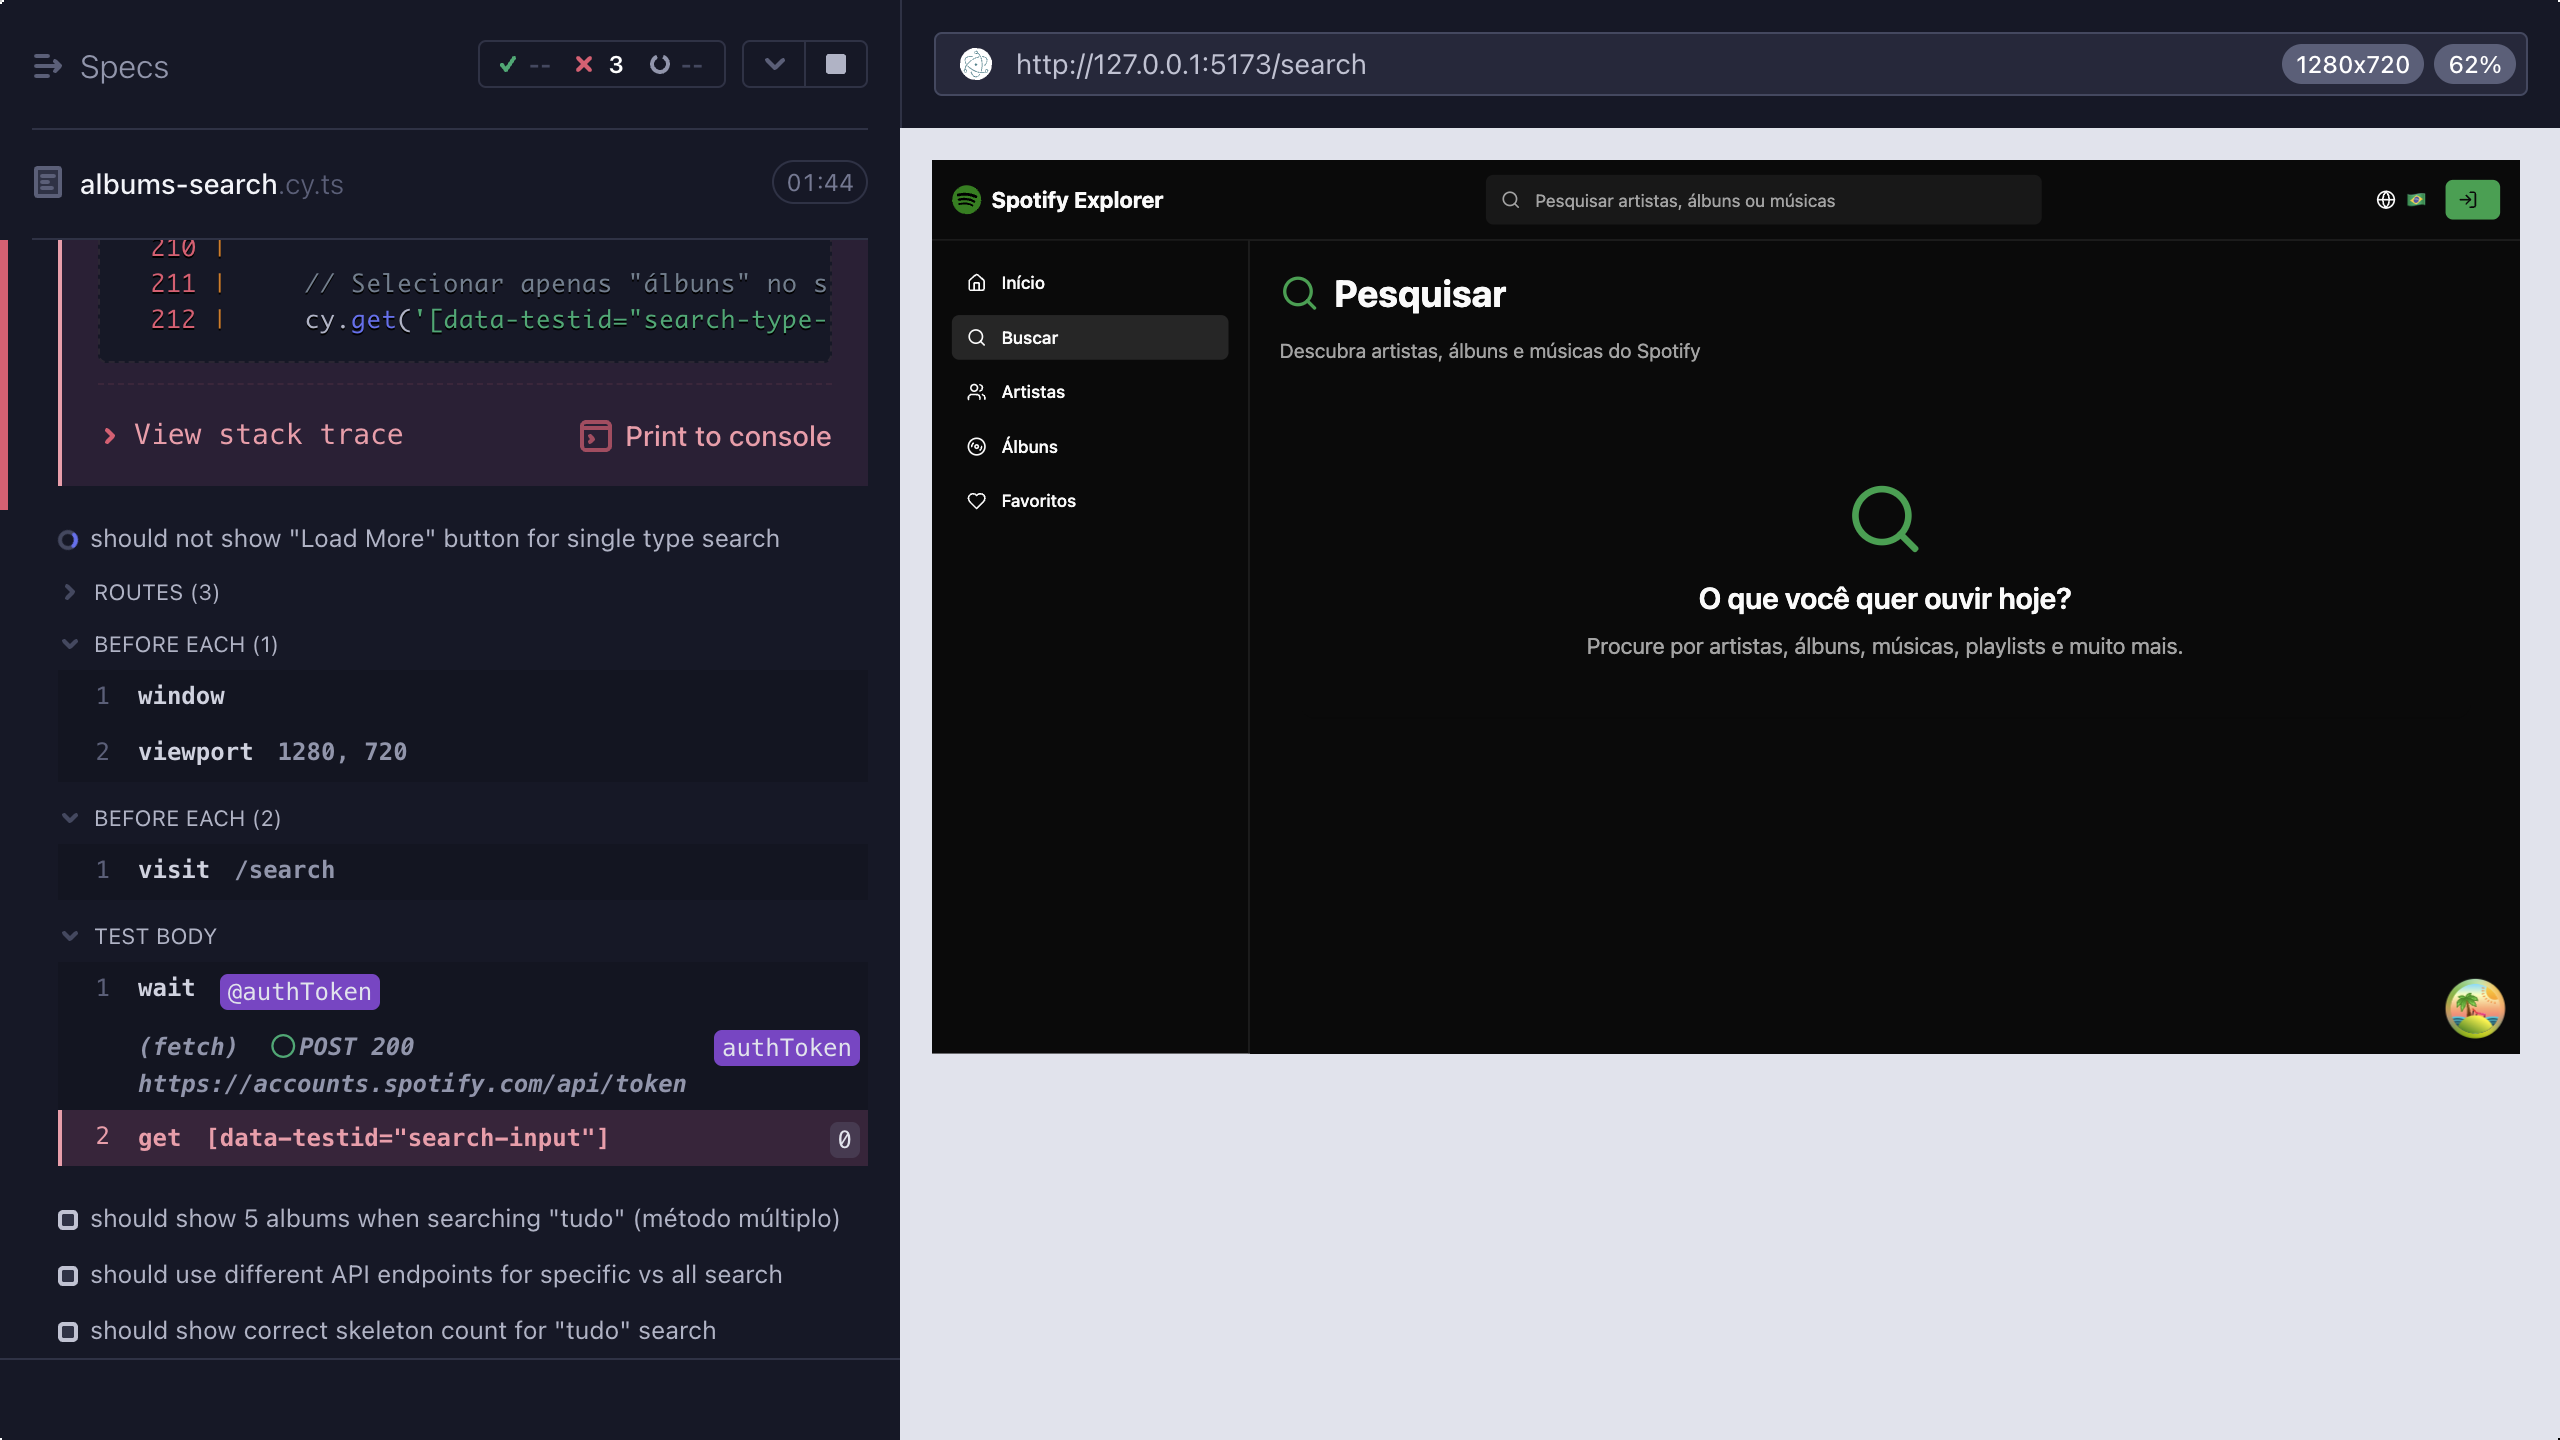 Specs
-- 3 --
albums-search.cy.ts
01:44
210 |
211 | // Selecionar apenas "álbuns" no s
212 | cy.get('[data-testid="search-type-
View stack trace
Print to console
should not show "Load More" button for single type search
ROUTES (3)
BEFORE EACH (1)
1 window
2 viewport 1280, 720
BEFORE EACH (2)
1 visit /search
TEST BODY
1 wait @authToken
(fetch) POST 200 authToken
https://accounts.spotify.com/api/token
2 get [data-testid="search-input"] 0
should show 5 albums when searching "tudo" (método múltiplo)
should use different API endpoints for specific vs all search
should show correct skeleton count for "tudo" search
http://127.0.0.1:5173/search
1280x720
62%
Spotify Explorer
Pesquisar artistas, álbuns ou músicas
Início
Buscar
Artistas
Álbuns
Favoritos
Pesquisar
Descubra artistas, álbuns e músicas do Spotify
O que você quer ouvir hoje?
Procure por artistas, álbuns, músicas, playlists e muito mais.